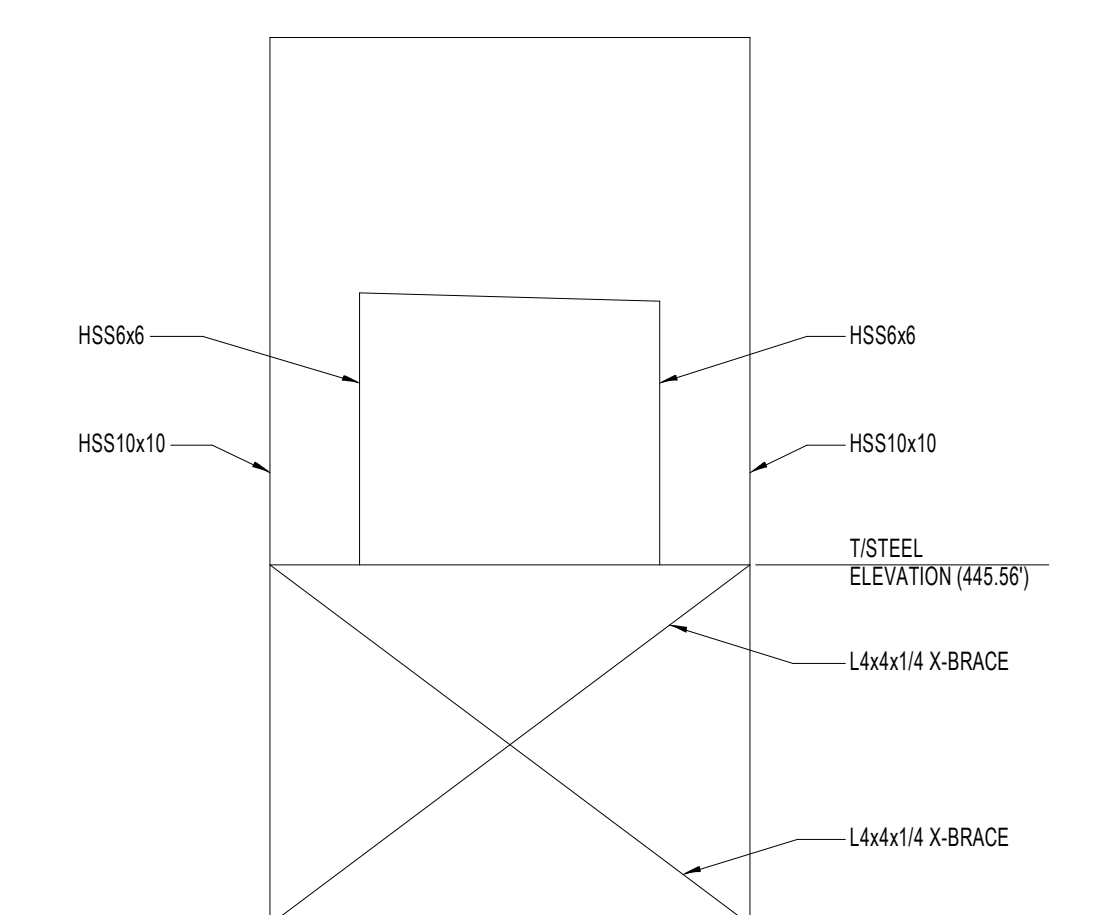 HSS6x6
HSS6x6
HSS10x10
HSS10x10
T/STEEL
ELEVATION (445.56')
L4x4x1/4 X-BRACE
L4x4x1/4 X-BRACE